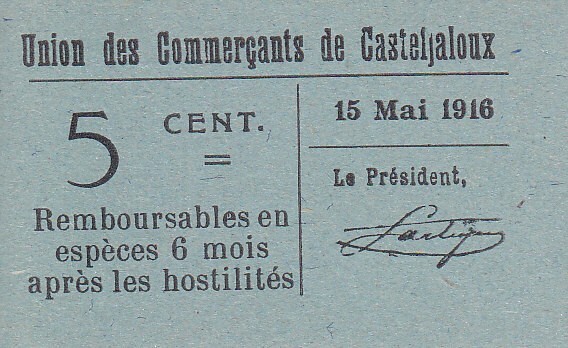 Union des Commerçants de Casteljaloux
5 CENT.
=
Remboursables en
espèces 6 mois
après les hostilités
15 Mai 1916
Le Président,